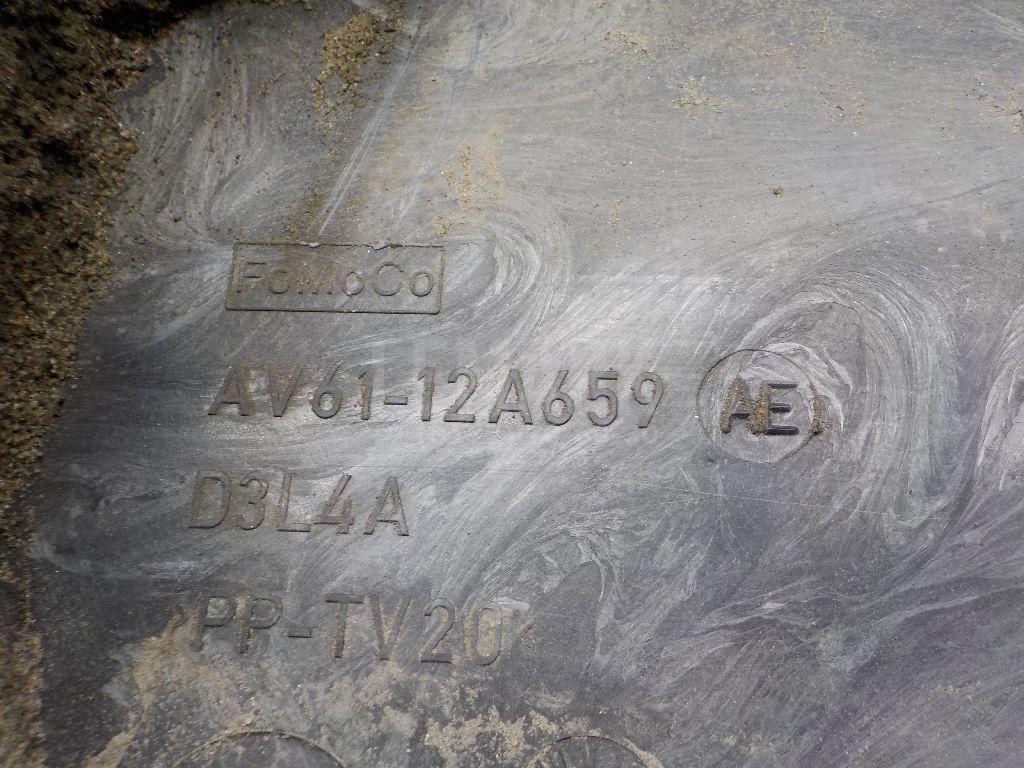 FoMoCo
AV61-12A659 AE
D3L4A
>PP-TV20<